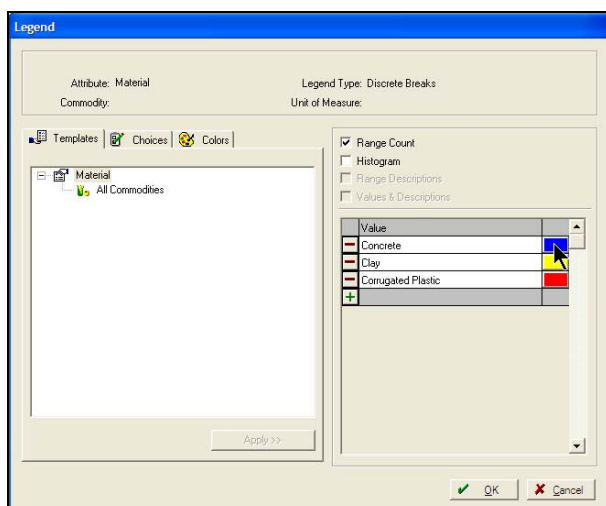 Legend
Attribute: Material
Legend Type: Discrete Breaks
Commodity:
Unit of Measure:
Templates
Choices
Colors
Material
All Commodities
Apply >>
Range Count
Histogram
Range Descriptions
Values & Descriptions
Value
Concrete
Clay
Corrugated Plastic
OK
Cancel